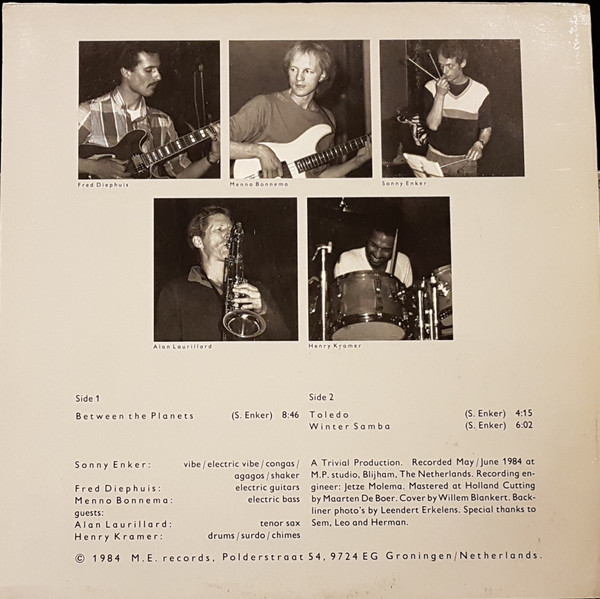 Fred Diephuis
Menno Bonnema
Sonny Enker
Alan Laurillard
Henry Kramer
Side 1
Between the Planets (S. Enker) 8:46
Side 2
Toledo (S. Enker) 4:15
Winter Samba (S. Enker) 6:02
Sonny Enker: vibe/electric vibe/congas/
agagos/shaker
Fred Diephuis: electric guitars
Menno Bonnema: electric bass
guests:
Alan Laurillard: tenor sax
Henry Kramer: drums/surdo/chimes
A Trivial Production. Recorded May/June 1984 at
M.P. studio, Blijham, The Netherlands. Recording en-
gineer: Jetze Molema. Mastered at Holland Cutting
by Maarten De Boer. Cover by Willem Blankert. Back-
liner photo's by Leendert Erkelens. Special thanks to
Sem, Leo and Herman.
© 1984 M.E. records, Polderstraat 54, 9724 EG Groningen/Netherlands.